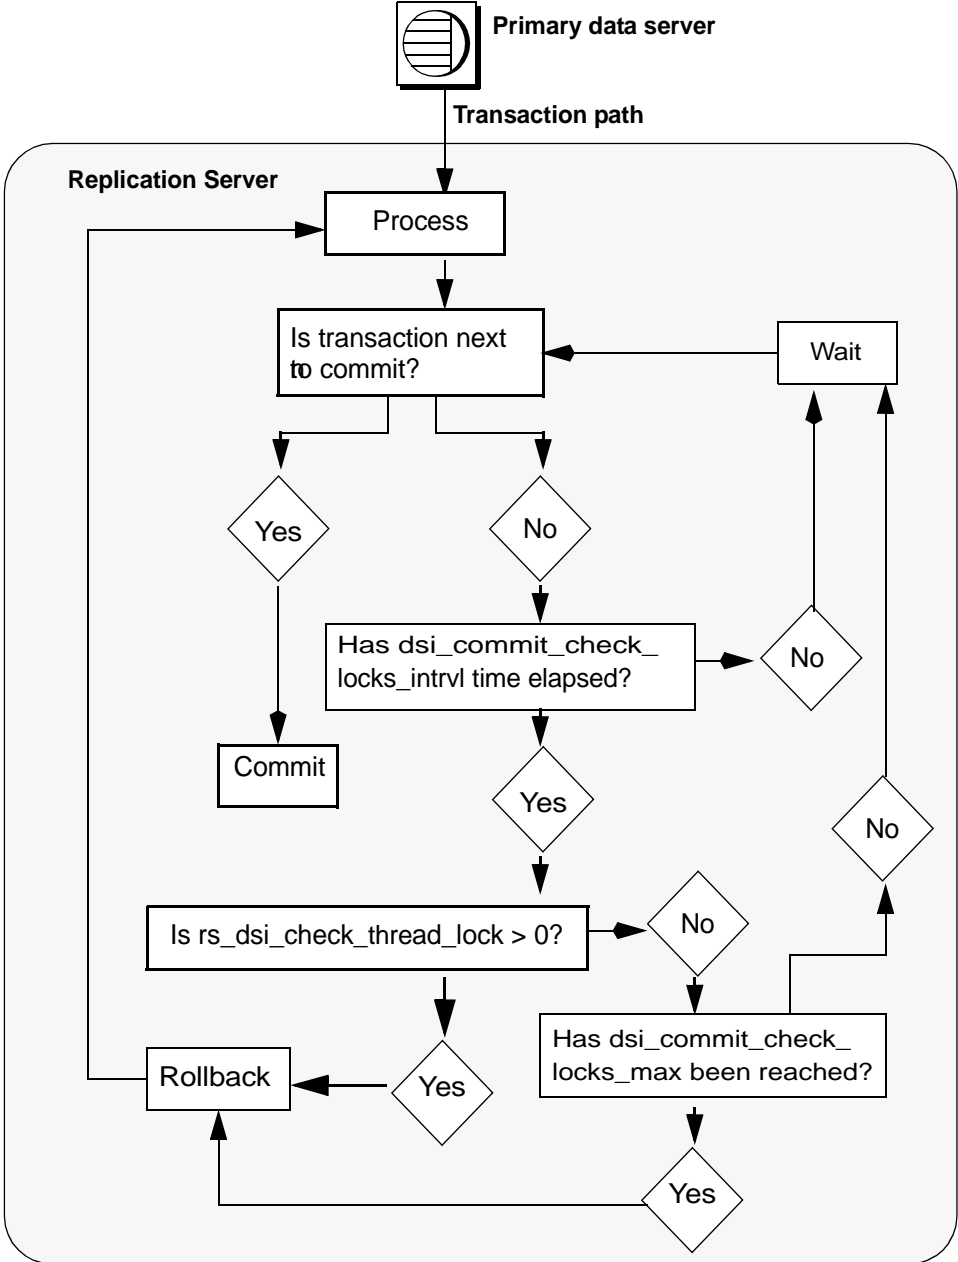 Primary data server
Transaction path
Replication Server
Process
Is transaction next
to commit?
Wait
Yes
No
Has dsi_commit_check_
locks_intrvl time elapsed?
No
Commit
Yes
No
Is rs_dsi_check_thread_lock > 0?
No
Has dsi_commit_check_
locks_max been reached?
Rollback
Yes
Yes